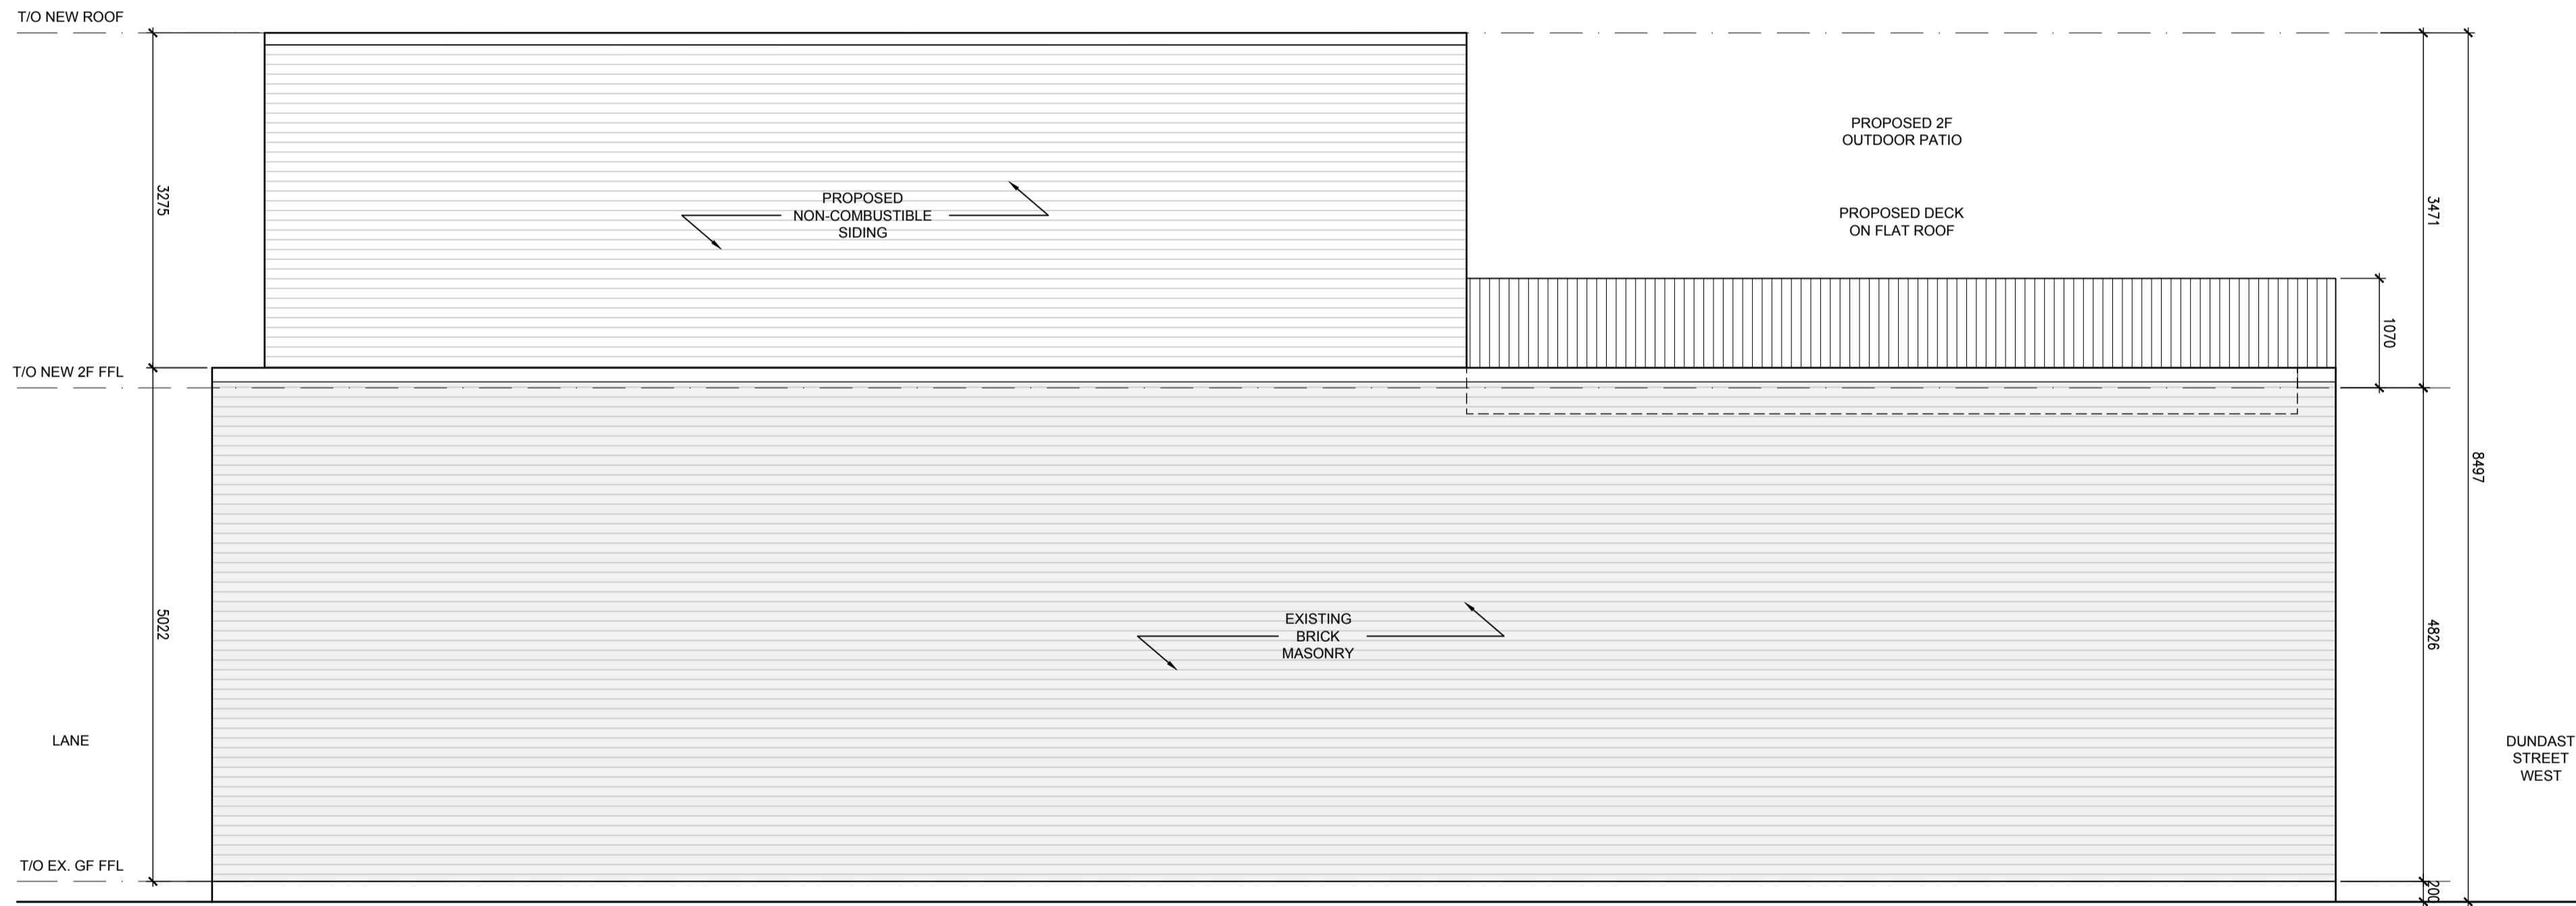 T/O NEW ROOF
PROPOSED 2F
OUTDOOR PATIO
PROPOSED
NON-COMBUSTIBLE
SIDING
PROPOSED DECK
ON FLAT ROOF
3275
3471
1070
T/O NEW 2F FFL
8497
EXISTING
BRICK
MASONRY
5022
4826
LANE
DUNDAST
STREET
WEST
T/O EX. GF FFL
200